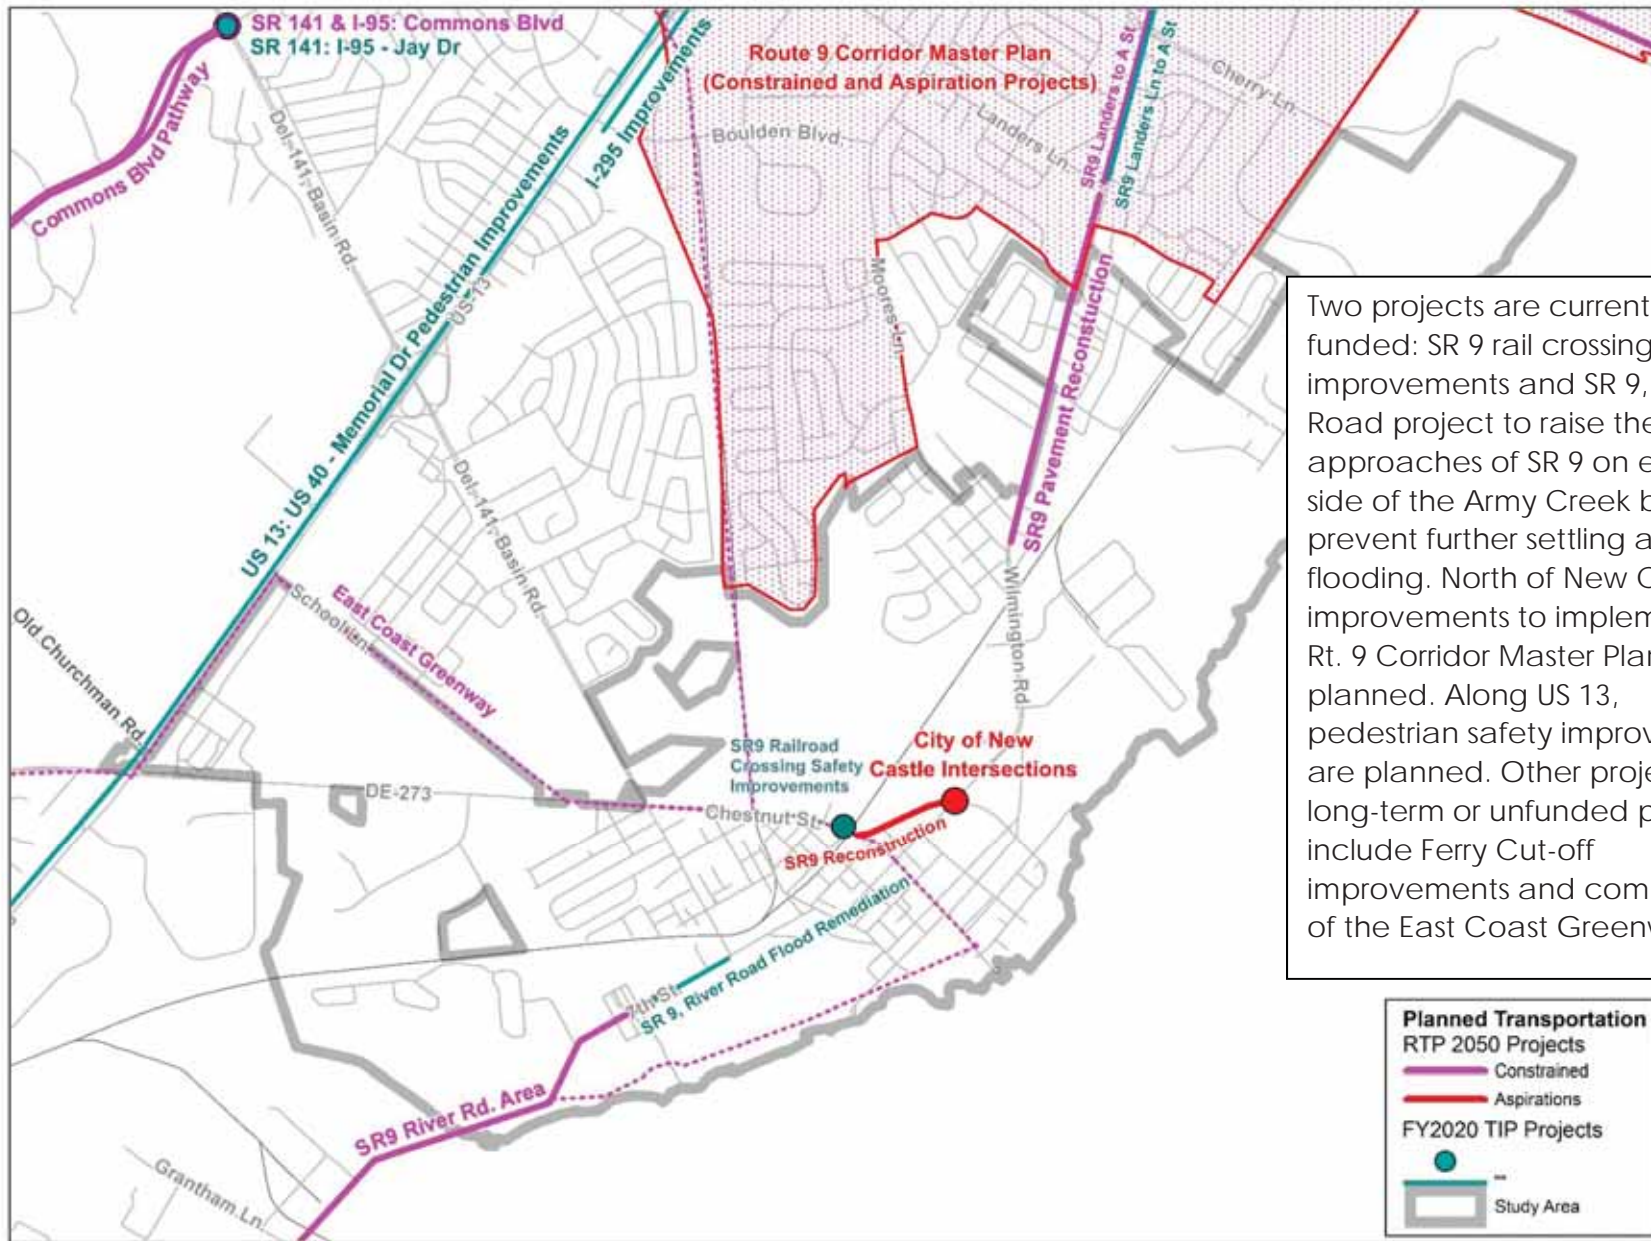 SR 141 & I-95: Commons Blvd
SR 141: I-95 - Jay Dr
Commons Blvd Pathway
Del-141, Basin Rd.
I-295 Improvements
US 13: US 40 - Memorial Dr Pedestrian Improvements
US-13
Route 9 Corridor Master Plan
(Constrained and Aspiration Projects)
Boulden Blvd.
Landers Ln.
Cherry Ln.
SR9 Landers to A St
SR9 Landers Ln to A St
Moores Ln.
SR9 Pavement Reconstuction
Wilmington Rd.
Del-141, Basin Rd.
School Ln.
East Coast Greenway
Old Churchman Rd.
DE-273
SR9 Railroad
Crossing Safety
Improvements
City of New
Castle Intersections
Chestnut St.
SR9 Reconstruction
7th St.
SR 9, River Road Flood Remediation
SR9 River Rd. Area
Grantham Ln.
Two projects are current
funded: SR 9 rail crossing
improvements and SR 9,
Road project to raise the
approaches of SR 9 on e
side of the Army Creek b
prevent further settling a
flooding. North of New C
improvements to implem
Rt. 9 Corridor Master Pla
planned. Along US 13,
pedestrian safety improv
are planned. Other proje
long-term or unfunded p
include Ferry Cut-off
improvements and com
of the East Coast Greenw
Planned Transportation
RTP 2050 Projects
Constrained
Aspirations
FY2020 TIP Projects
Study Area